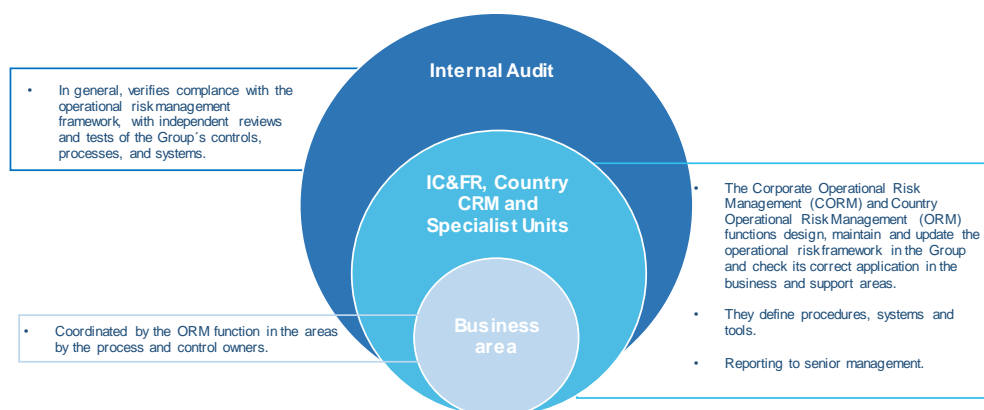 Internal Audit
• In general, verifies compliance with the
operational risk management
framework, with independent reviews
and tests of the Group´s controls,
processes, and systems.
IC&FR, Country
CRM and
Specialist Units
• The Corporate Operational Risk
Management (CORM) and Country
Operational Risk Management (ORM)
functions design, maintain and update the
operational risk framework in the Group
and check its correct application in the
business and support areas.
• They define procedures, systems and
tools.
• Reporting to senior management.
Business
area
• Coordinated by the ORM function in the areas
by the process and control owners.